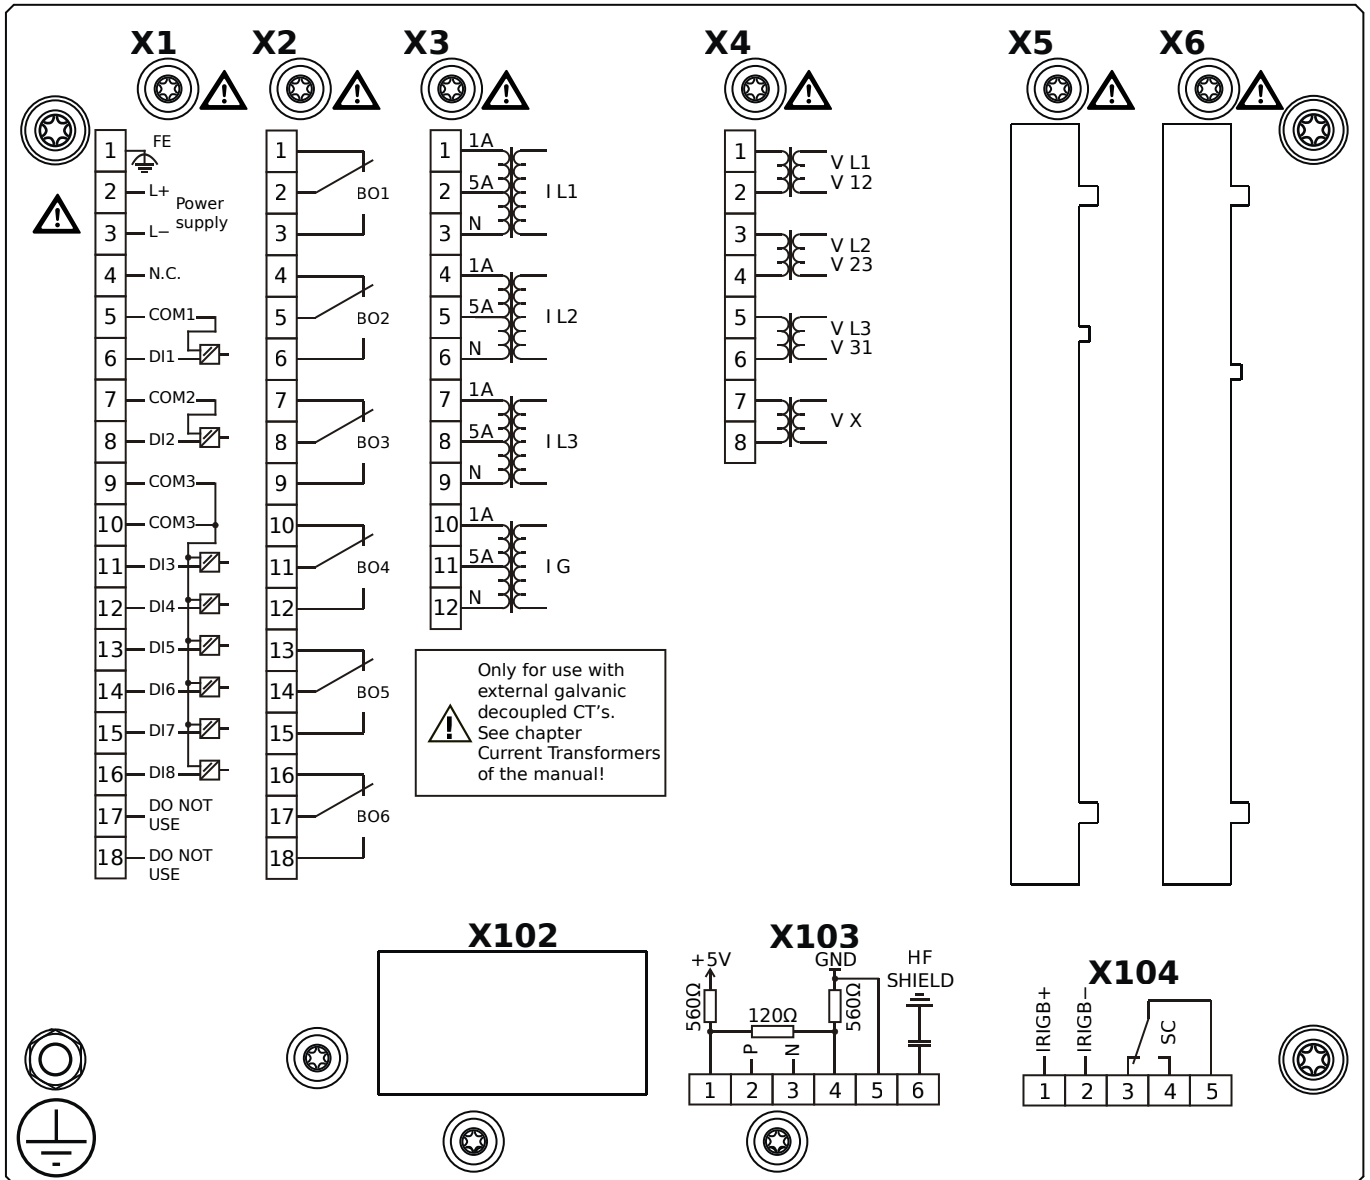 X1
X2
X3
X4
X5
X6
1 FE
2 L+
Power
supply
3 L−
4 N.C.
5 COM1
6 DI1
7 COM2
8 DI2
9 COM3
10 COM3
11 DI3
12 DI4
13 DI5
14 DI6
15 DI7
16 DI8
17 DO NOT
USE
18 DO NOT
USE
1
2 BO1
3
4
5 BO2
6
7
8 BO3
9
10
11 BO4
12
13
14 BO5
15
16
17 BO6
18
1 1A
2 5A I L1
3 N
4 1A
5 5A I L2
6 N
7 1A
8 5A I L3
9 N
10 1A
11 5A I G
12 N
Only for use with
external galvanic
decoupled CT's.
See chapter
Current Transformers
of the manual!
1
2
V L1
V 12
3
4
V L2
V 23
5
6
V L3
V 31
7
8
V X
X102
X103
+5V
GND
HF
SHIELD
560Ω
120Ω
560Ω
P
N
1 2 3 4 5 6
X104
IRIGB+
IRIGB−
SC
1 2 3 4 5